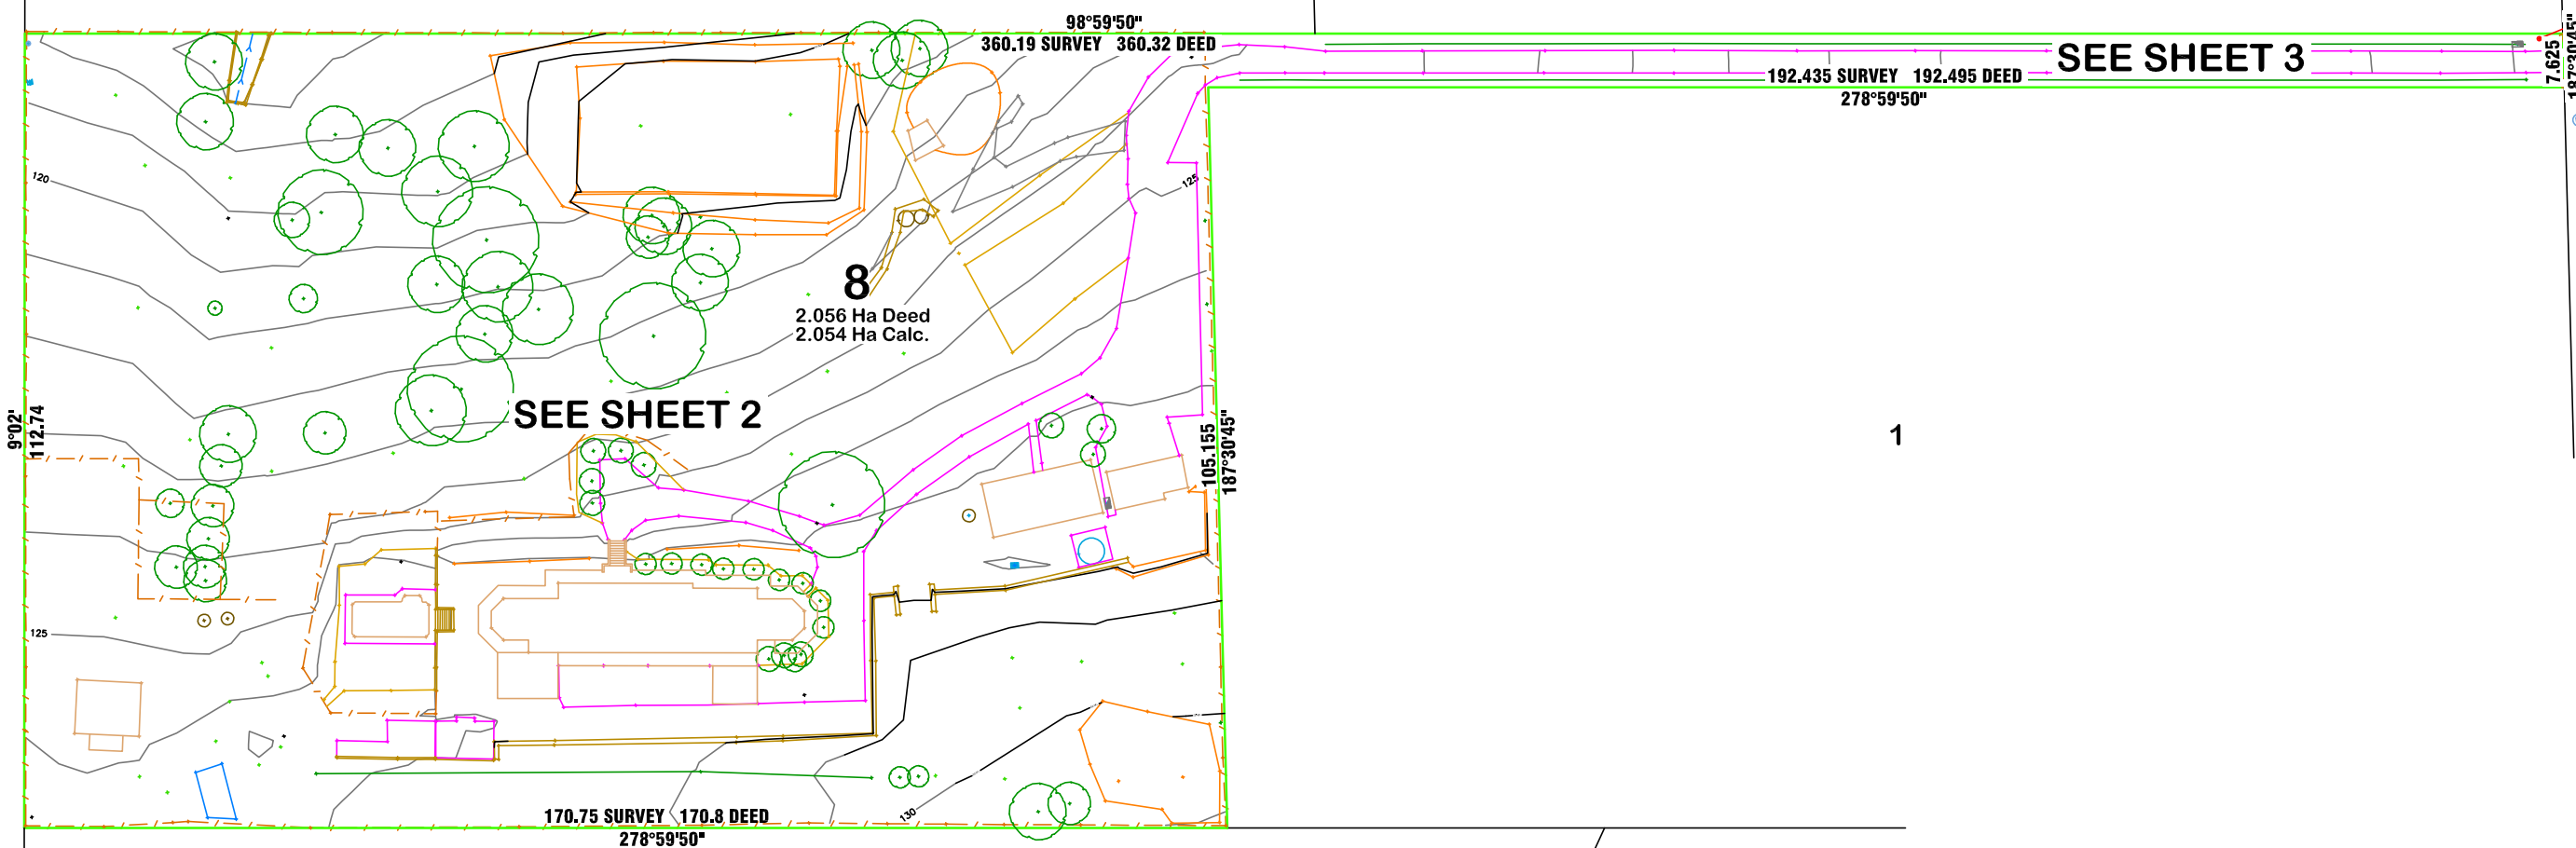 98°59'50"
360.19 SURVEY 360.32 DEED
SEE SHEET 3
192.435 SURVEY 192.495 DEED
278°59'50"
7.625
187°30'45"
120
125
8
2.056 Ha Deed
2.054 Ha Calc.
SEE SHEET 2
9°02'
112.74
105.155
187°30'45"
1
125
170.75 SURVEY 170.8 DEED
278°59'50"
130